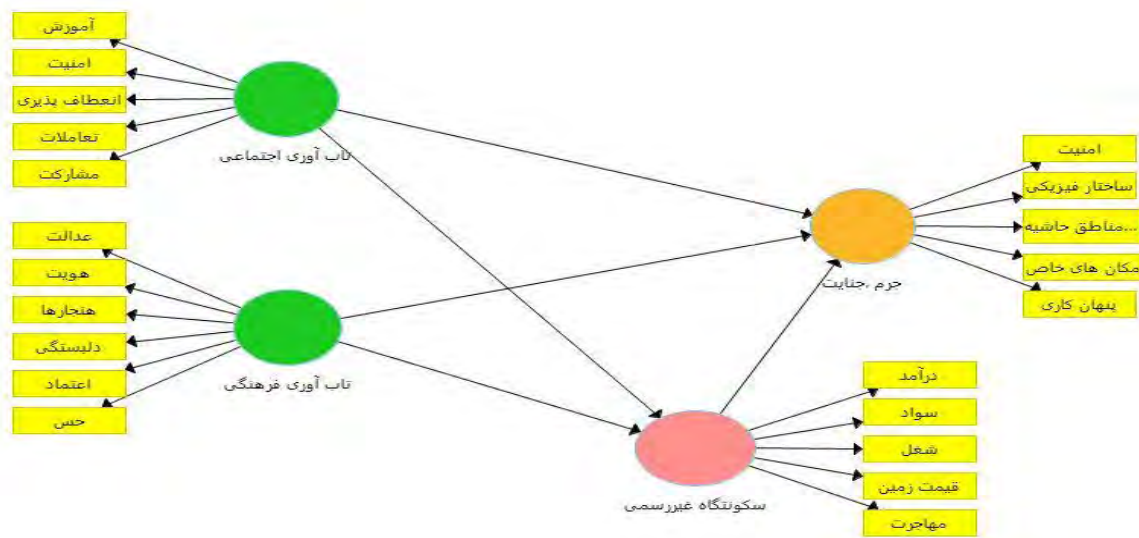 آموزش
امنیت
انعطاف پذیری
تعاملات
مشارکت
تاب آوری اجتماعی
عدالت
هویت
هنجارها
دلبستگی
اعتماد
حس
تاب آوری فرهنگی
امنیت
ساختار فیزیکی
مناطق حاشیه...
مکان های خاص
پنهان کاری
جرم ،جنایت
درآمد
سواد
شغل
قیمت زمین
مهاجرت
سکونتگاه غیررسمی